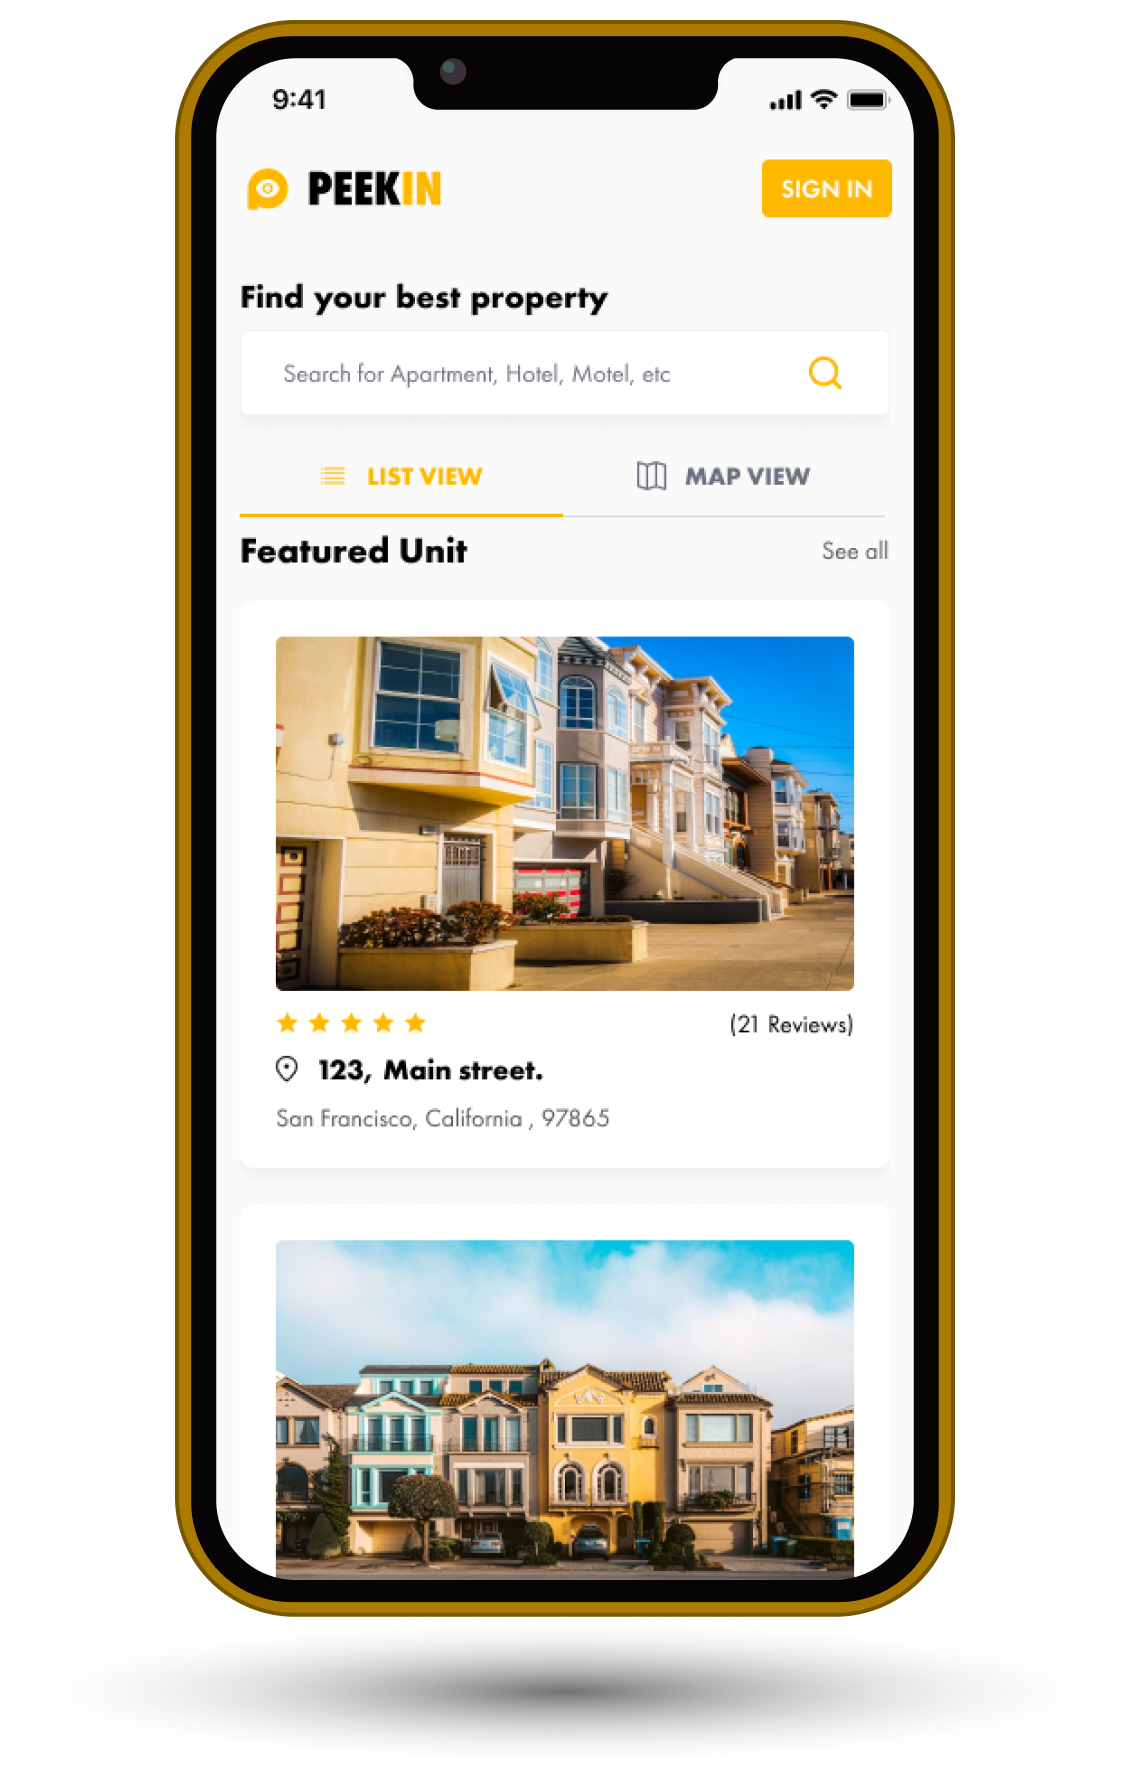 9:41
PEEKIN
SIGN IN
Find your best property
Search for Apartment, Hotel, Motel, etc
LIST VIEW
MAP VIEW
Featured Unit
See all
(21 Reviews)
123, Main street.
San Francisco, California , 97865